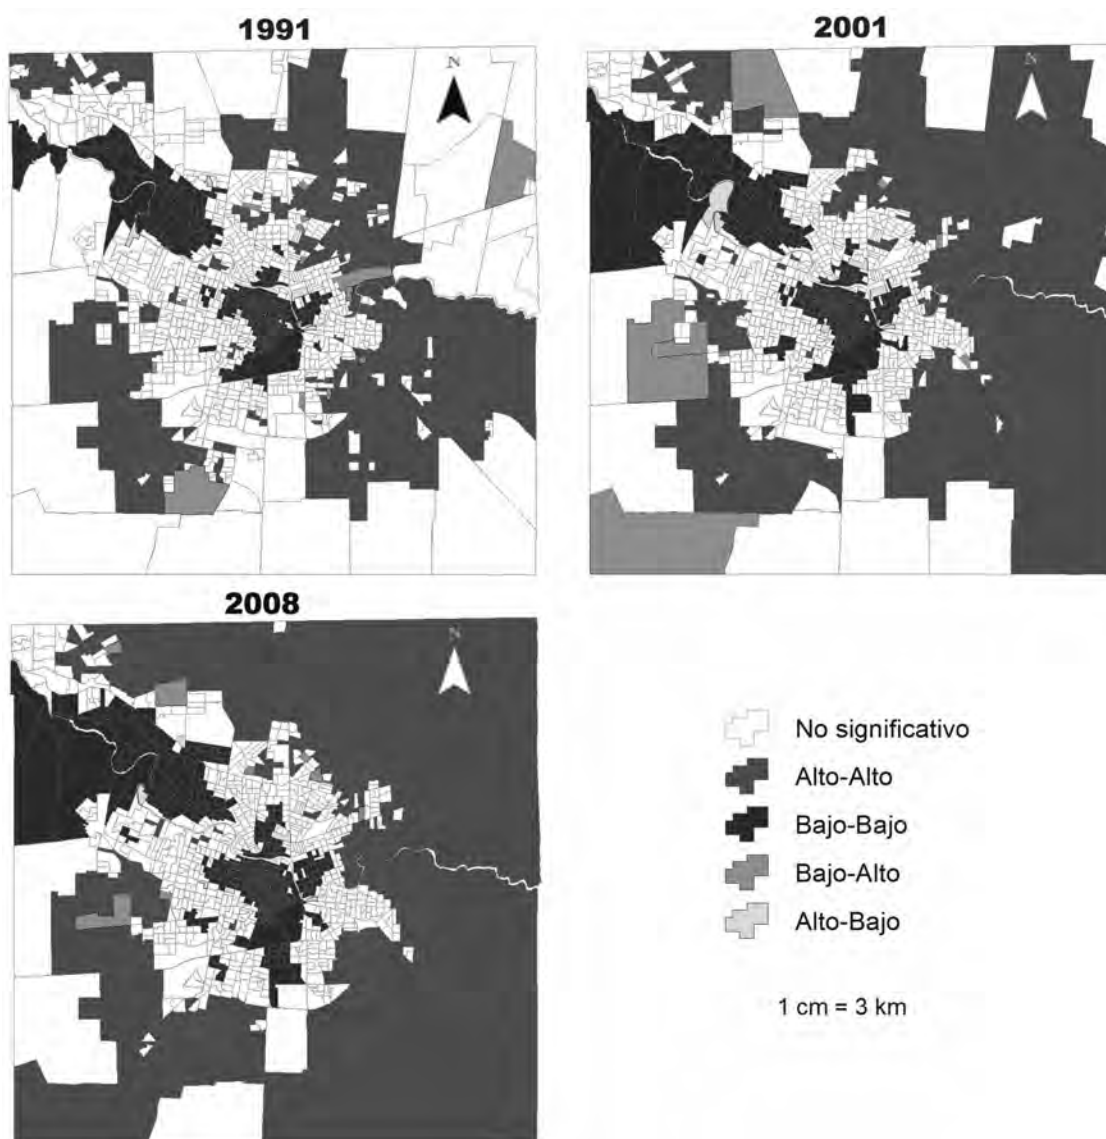 1991
N
2001
N
2008
N
No significativo
Alto-Alto
Bajo-Bajo
Bajo-Alto
Alto-Bajo
1 cm = 3 km